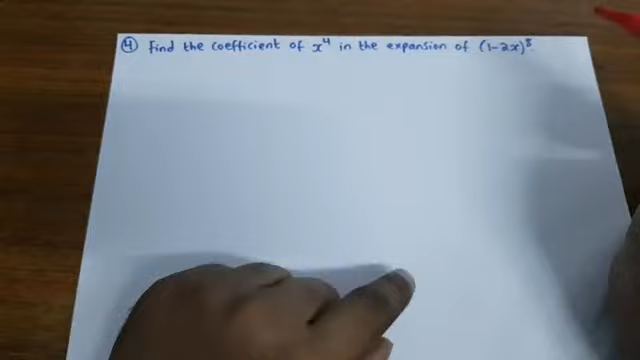 ④ Find the coefficient of x⁴ in the expansion of (1-2x)⁸.